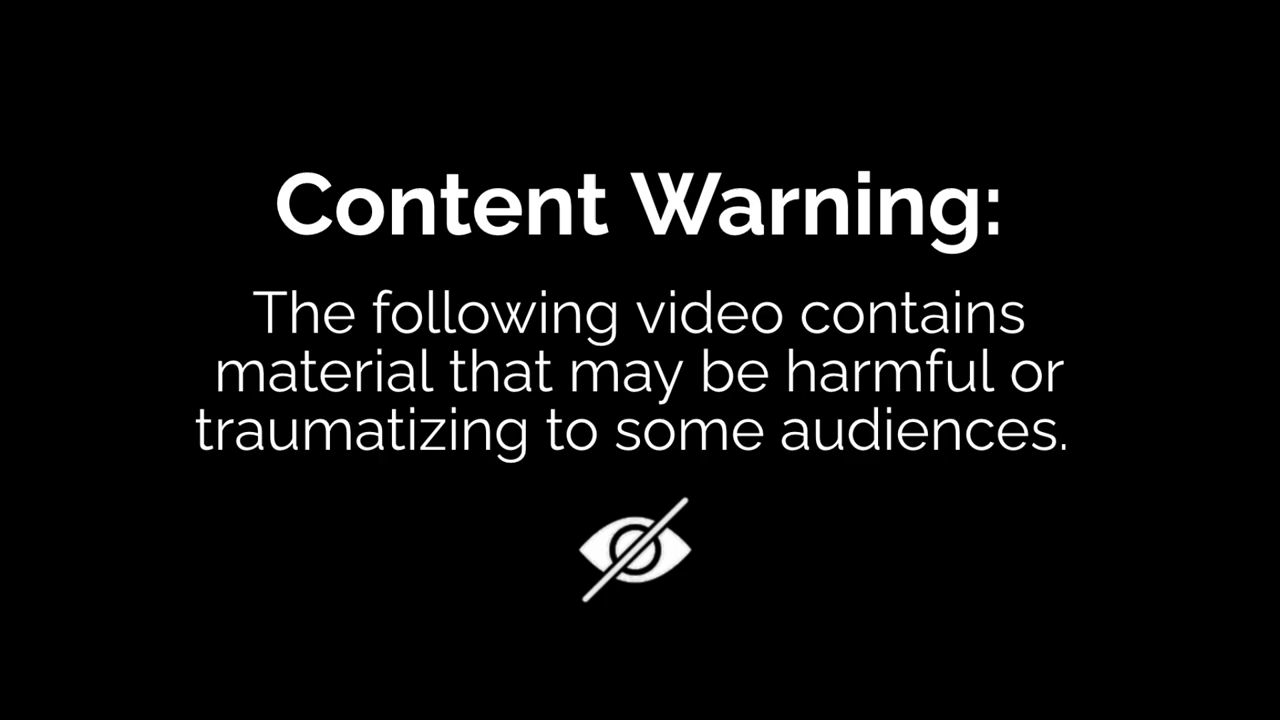 Content Warning:
The following video contains
material that may be harmful or
traumatizing to some audiences.